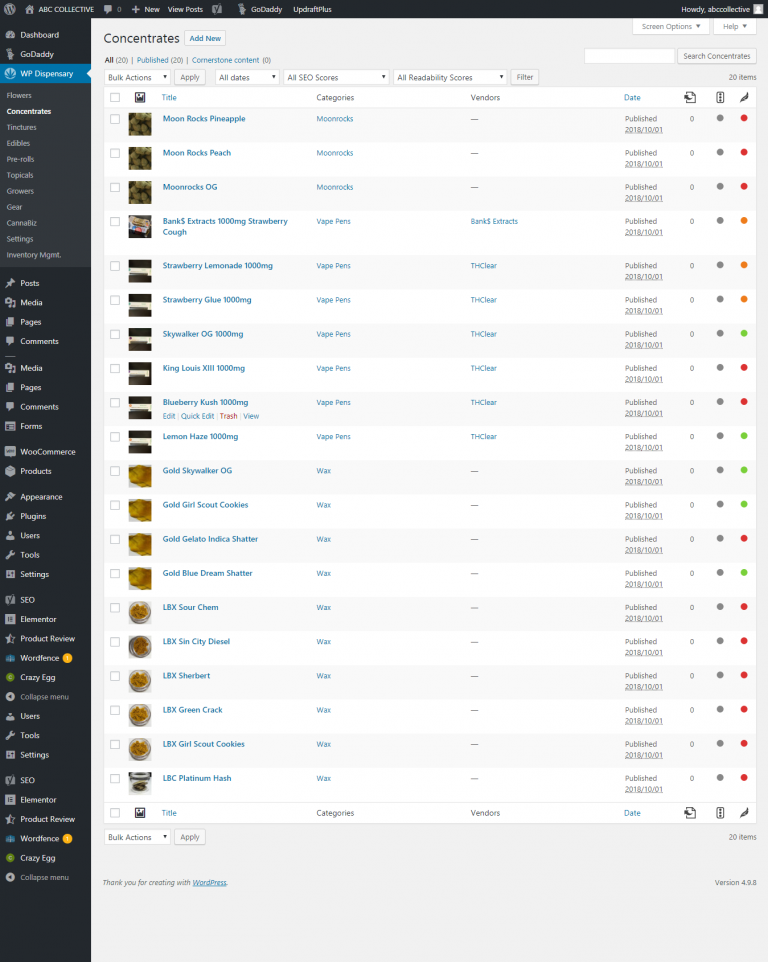 ABC COLLECTIVE 0 + New View Posts GoDaddy UpdraftPlus Howdy, abccollective
Dashboard
GoDaddy
WP Dispensary
Flowers
Concentrates
Tinctures
Edibles
Pre-rolls
Topicals
Growers
Gear
CannaBiz
Settings
Inventory Mgmt.
Posts
Media
Pages
Comments
Media
Pages
Comments
Forms
WooCommerce
Products
Appearance
Plugins
Users
Tools
Settings
SEO
Elementor
Product Review
Wordfence 1
Crazy Egg
Collapse menu
Users
Tools
Settings
SEO
Elementor
Product Review
Wordfence 1
Crazy Egg
Collapse menu
Screen Options ▼ Help ▼
Concentrates Add New
All (20) | Published (20) | Cornerstone content (0)
Search Concentrates
Bulk Actions Apply All dates All SEO Scores All Readability Scores Filter 20 items
Title Categories Vendors Date
Moon Rocks Pineapple Moonrocks — Published 0
2018/10/01
Moon Rocks Peach Moonrocks — Published 0
2018/10/01
Moonrocks OG Moonrocks — Published 0
2018/10/01
Bank$ Extracts 1000mg Strawberry Vape Pens Bank$ Extracts Published 0
Cough 2018/10/01
Strawberry Lemonade 1000mg Vape Pens THClear Published 0
2018/10/01
Strawberry Glue 1000mg Vape Pens THClear Published 0
2018/10/01
Skywalker OG 1000mg Vape Pens THClear Published 0
2018/10/01
King Louis XIII 1000mg Vape Pens THClear Published 0
2018/10/01
Blueberry Kush 1000mg Vape Pens THClear Published 0
Edit | Quick Edit | Trash | View 2018/10/01
Lemon Haze 1000mg Vape Pens THClear Published 0
2018/10/01
Gold Skywalker OG Wax — Published 0
2018/10/01
Gold Girl Scout Cookies Wax — Published 0
2018/10/01
Gold Gelato Indica Shatter Wax — Published 0
2018/10/01
Gold Blue Dream Shatter Wax — Published 0
2018/10/01
LBX Sour Chem Wax — Published 0
2018/10/01
LBX Sin City Diesel Wax — Published 0
2018/10/01
LBX Sherbert Wax — Published 0
2018/10/01
LBX Green Crack Wax — Published 0
2018/10/01
LBX Girl Scout Cookies Wax — Published 0
2018/10/01
LBC Platinum Hash Wax — Published 0
2018/10/01
Title Categories Vendors Date
Bulk Actions Apply 20 items
Thank you for creating with WordPress. Version 4.9.8